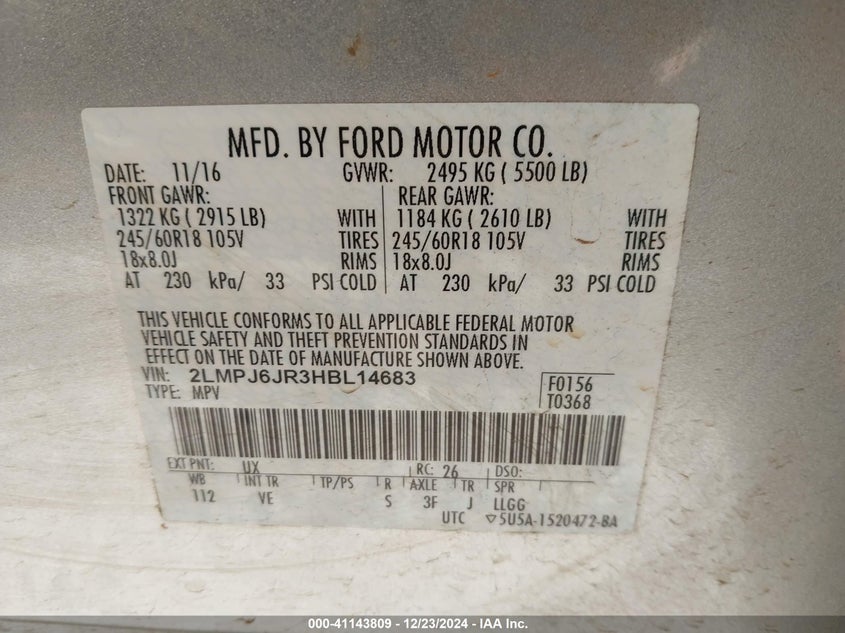 MFD. BY FORD MOTOR CO.
DATE: 11/16 GVWR: 2495 KG ( 5500 LB)
FRONT GAWR: REAR GAWR:
1322 KG ( 2915 LB) WITH 1184 KG ( 2610 LB) WITH
245/60R18 105V TIRES 245/60R18 105V TIRES
18x8.0J RIMS 18x8.0J RIMS
AT 230 kPa/ 33 PSI COLD AT 230 kPa/ 33 PSI COLD
THIS VEHICLE CONFORMS TO ALL APPLICABLE FEDERAL MOTOR
VEHICLE SAFETY AND THEFT PREVENTION STANDARDS IN
EFFECT ON THE DATE OF MANUFACTURE SHOWN ABOVE.
VIN: 2LMPJ6JR3HBL14683 F0156
TYPE: MPV T0368
EXT PNT: UX RC: 26 DSO:
WB INT TR TP/PS R AXLE TR SPR
112 VE S 3F J LLGG
UTC ▽5U5A-1520472-BA
000-41143809 - 12/23/2024 - IAA Inc.